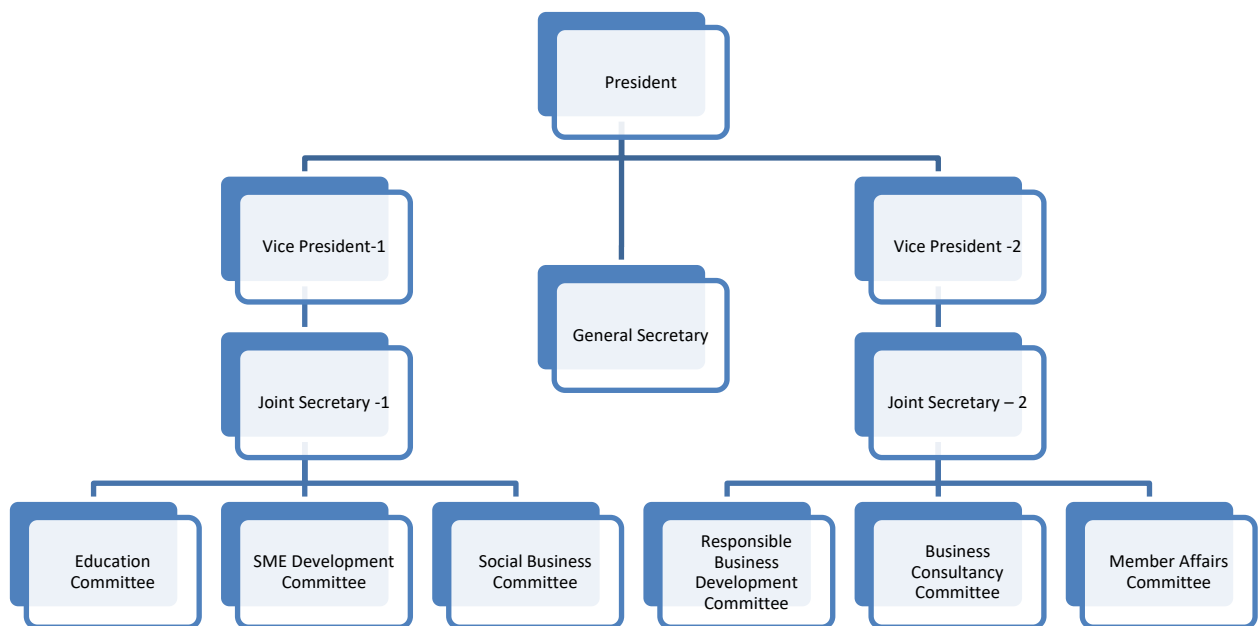 President
Vice President-1
Vice President -2
General Secretary
Joint Secretary -1
Joint Secretary – 2
Education
Committee
SME Development
Committee
Social Business
Committee
Responsible
Business
Development
Committee
Business
Consultancy
Committee
Member Affairs
Committee